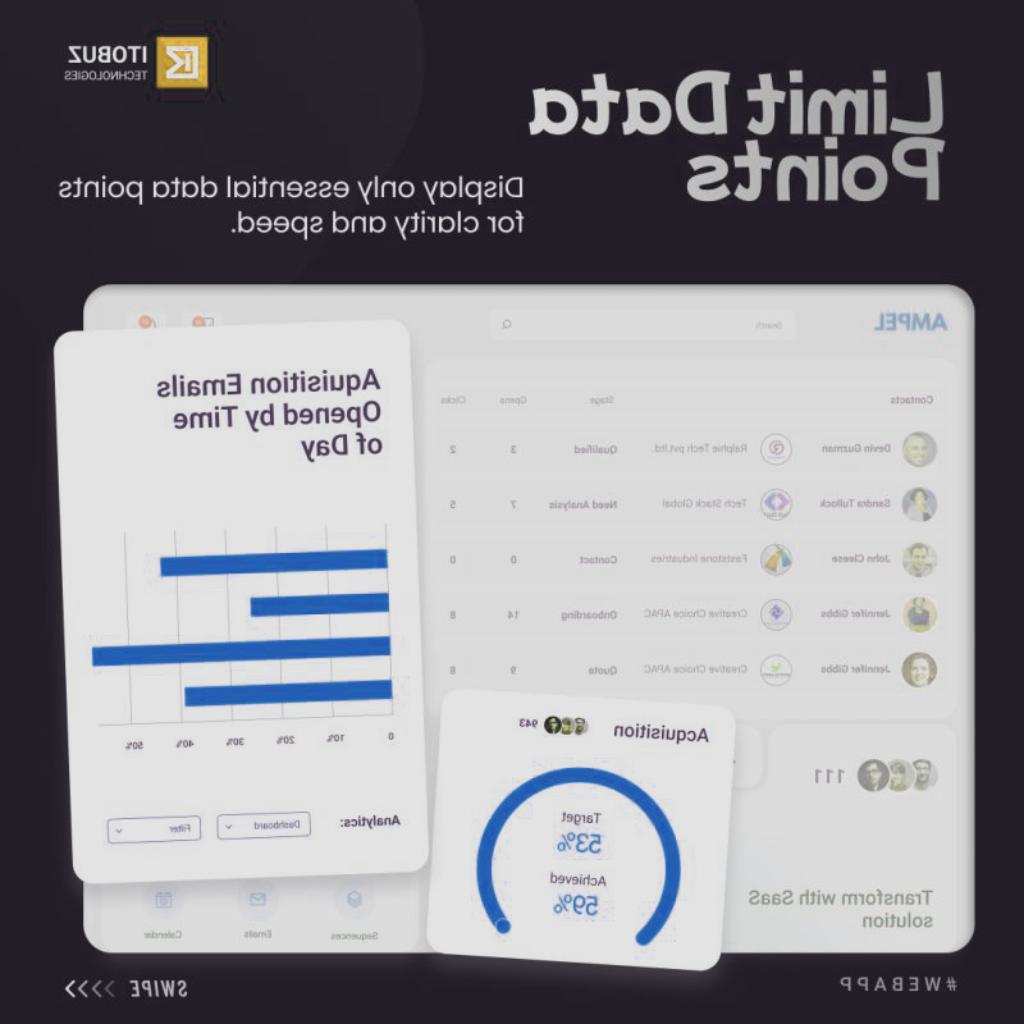 Limit Data
Points
ITOBUZ
TECHNOLOGIES
Display only essential data points
for clarity and speed.
AMPEL
Search
Contacts
Stage
Opens
Clicks
Devin Guzman
Ralphie Tech pvt.ltd.
Qualified
3
2
Sandra Tullock
Tech Stack Global
Need Analysis
7
5
John Cleese
Faststone Industries
Contact
0
0
Jennifer Gibbs
Creative Choice APAC
Onboarding
14
8
Jennifer Gibbs
Creative Choice APAC
Quote
9
8
111
Transform with SaaS
solution
Acquisition
943
Target
53%
Achieved
59%
Aquisition Emails
Opened by Time
of Day
0
10%
20%
30%
40%
50%
Analytics:
Dashboard
Filter
Sequences
Emails
Calendar
#WEBAPP
SWIPE